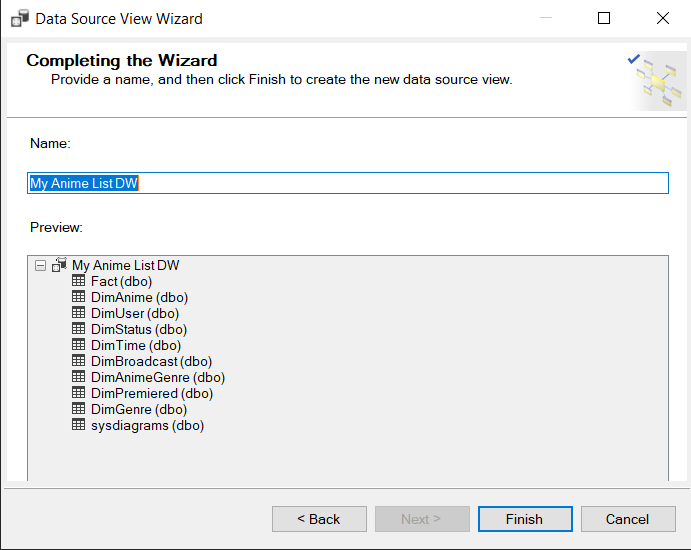 Data Source View Wizard
Completing the Wizard
Provide a name, and then click Finish to create the new data source view.
Name:
My Anime List DW
Preview:
My Anime List DW
Fact (dbo)
DimAnime (dbo)
DimUser (dbo)
DimStatus (dbo)
DimTime (dbo)
DimBroadcast (dbo)
DimAnimeGenre (dbo)
DimPremiered (dbo)
DimGenre (dbo)
sysdiagrams (dbo)
< Back Next > Finish Cancel